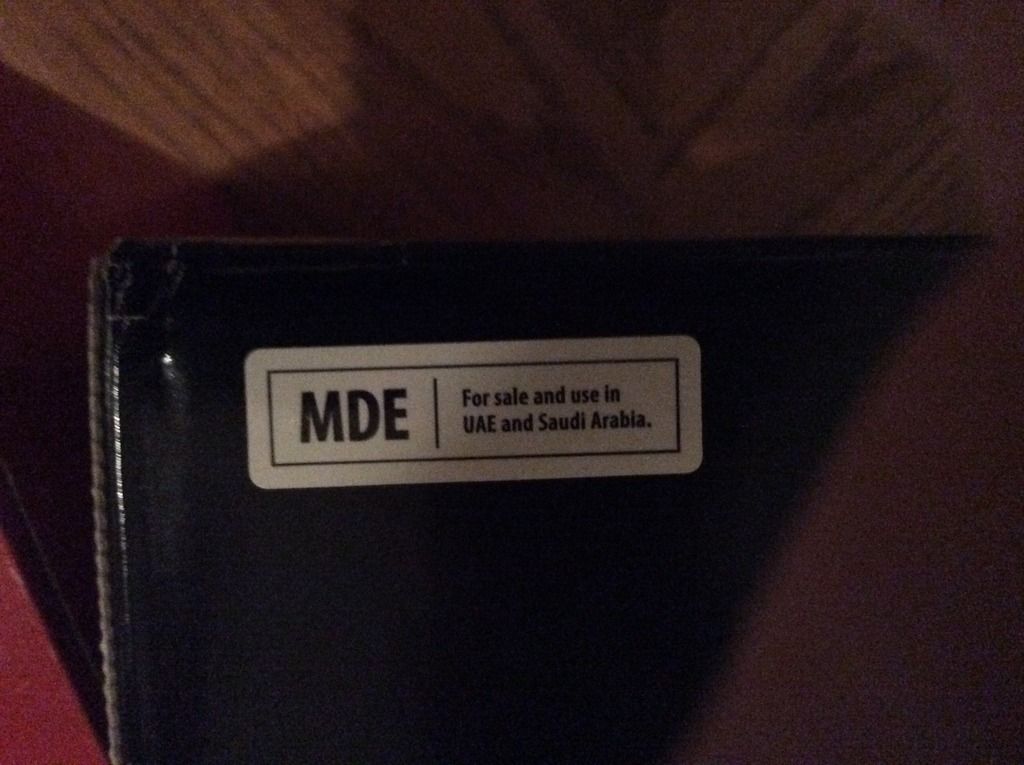 MDE
For sale and use in
UAE and Saudi Arabia.